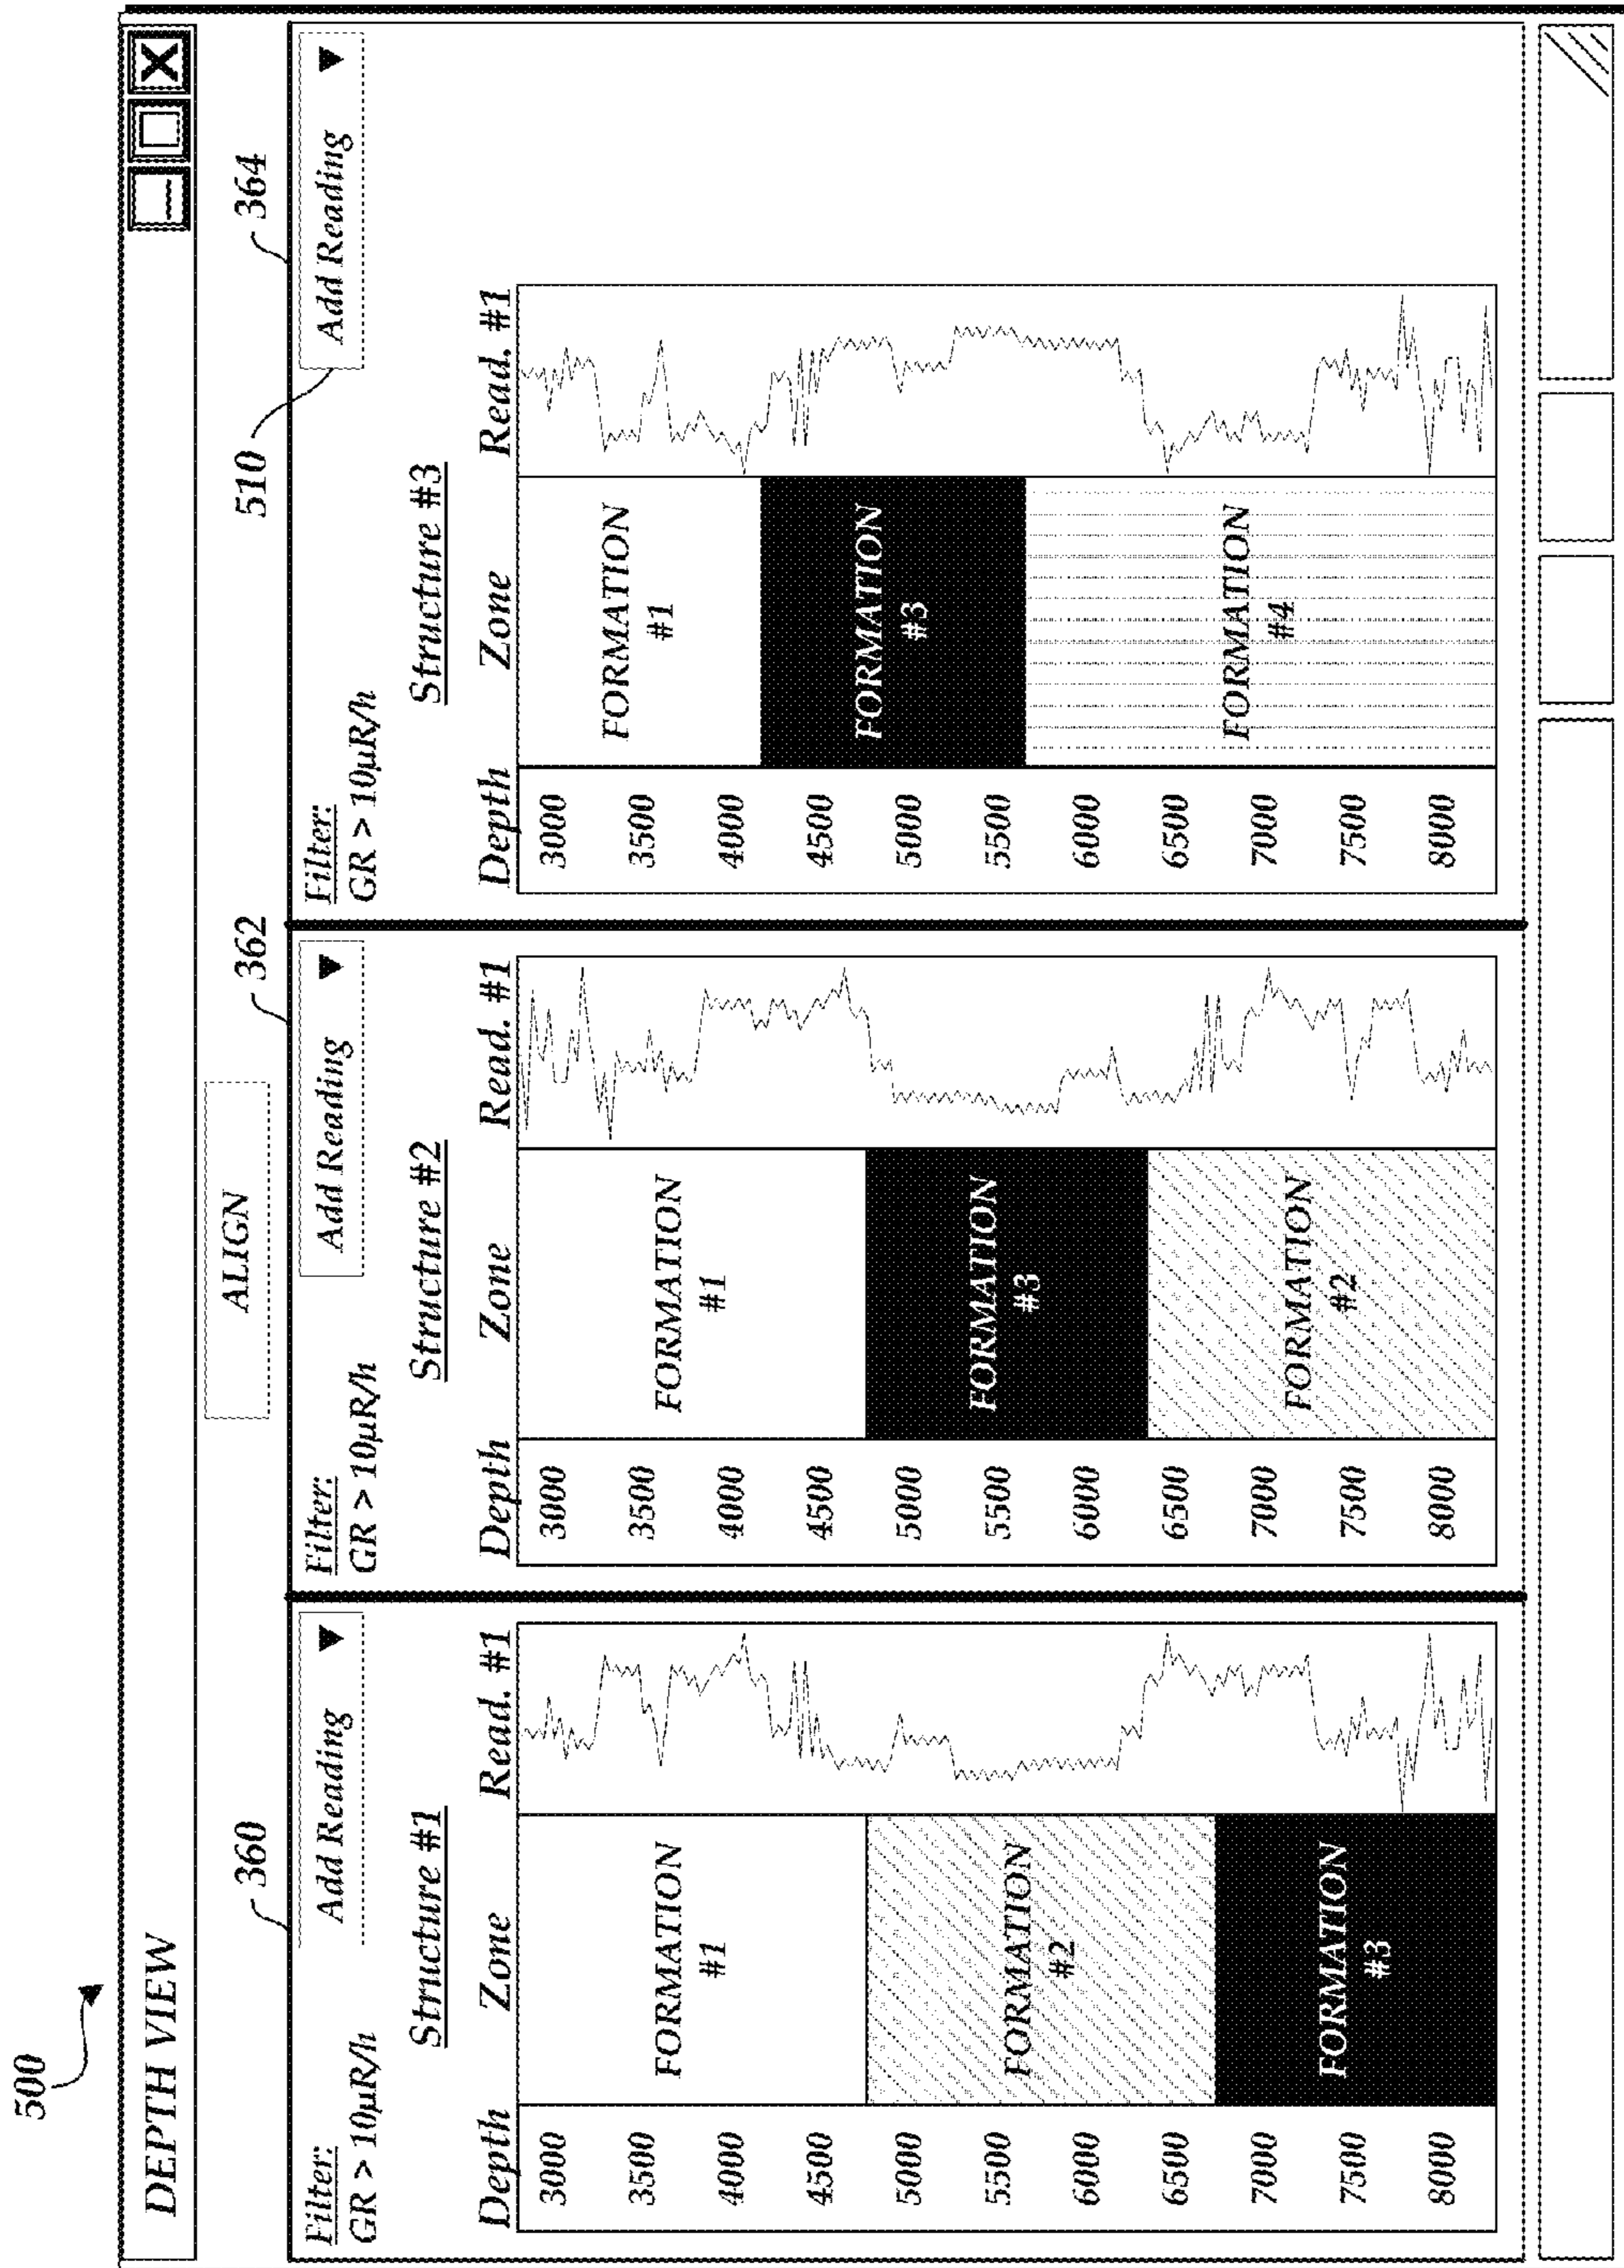 500
DEPTH VIEW
ALIGN
360
362
510
364
Filter:
GR > 10µR/h
Add Reading
Structure #1
Depth Zone Read. #1
3000
3500
4000
4500
5000
5500
6000
6500
7000
7500
8000
FORMATION
#1
FORMATION
#2
FORMATION
#3
Filter:
GR > 10µR/h
Add Reading
Structure #2
Depth Zone Read. #1
3000
3500
4000
4500
5000
5500
6000
6500
7000
7500
8000
FORMATION
#1
FORMATION
#3
FORMATION
#2
Filter:
GR > 10µR/h
Add Reading
Structure #3
Depth Zone Read. #1
3000
3500
4000
4500
5000
5500
6000
6500
7000
7500
8000
FORMATION
#1
FORMATION
#3
FORMATION
#4